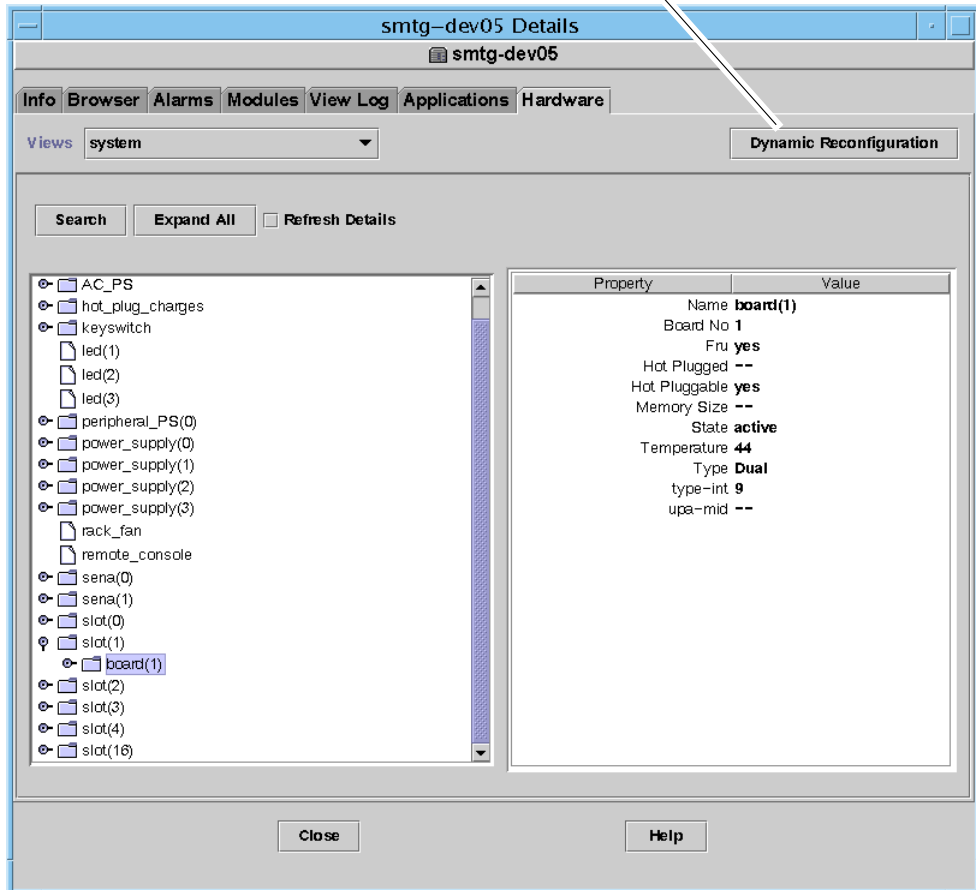 smtg–dev05 Details
smtg-dev05
Info Browser Alarms Modules View Log Applications Hardware
Views system Dynamic Reconfiguration
Search Expand All Refresh Details
AC_PS
hot_plug_charges
keyswitch
led(1)
led(2)
led(3)
peripheral_PS(0)
power_supply(0)
power_supply(1)
power_supply(2)
power_supply(3)
rack_fan
remote_console
sena(0)
sena(1)
slot(0)
slot(1)
board(1)
slot(2)
slot(3)
slot(4)
slot(16)
Property Value
Name board(1)
Board No 1
Fru yes
Hot Plugged --
Hot Pluggable yes
Memory Size --
State active
Temperature 44
Type Dual
type-int 9
upa-mid --
Close Help